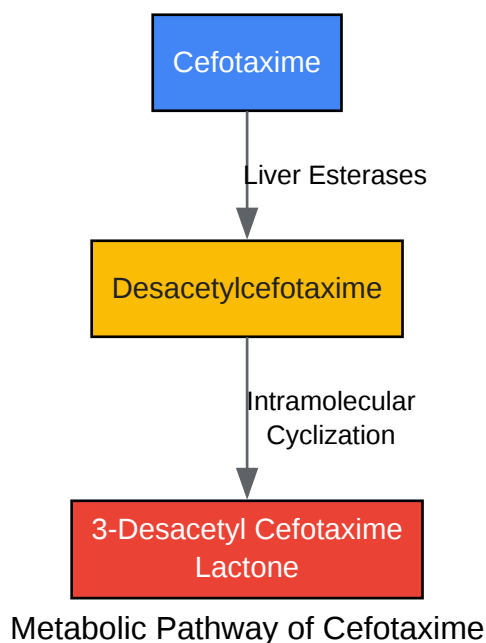 Cefotaxime
Liver Esterases
Desacetylcefotaxime
Intramolecular
Cyclization
3-Desacetyl Cefotaxime
Lactone
Metabolic Pathway of Cefotaxime